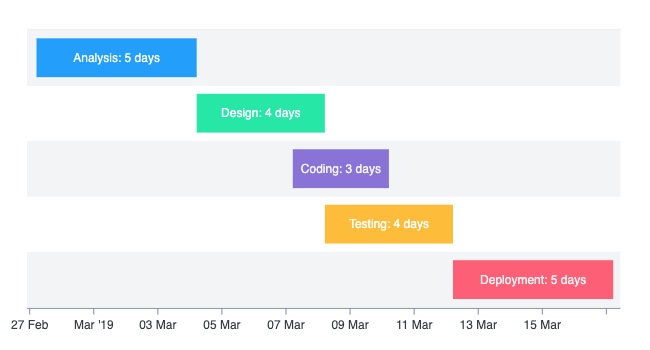 Analysis: 5 days
Design: 4 days
Coding: 3 days
Testing: 4 days
Deployment: 5 days
27 Feb Mar '19 03 Mar 05 Mar 07 Mar 09 Mar 11 Mar 13 Mar 15 Mar